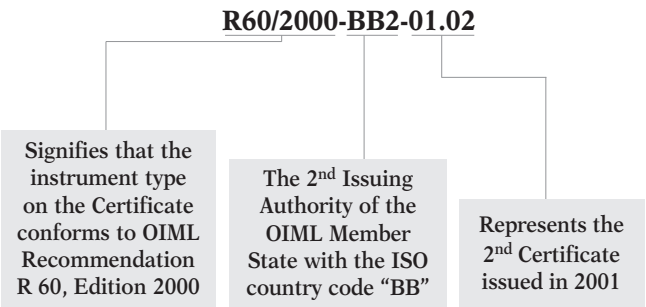 R60/2000-BB2-01.02
Signifies that the
instrument type
on the Certificate
conforms to OIML
Recommendation
R 60, Edition 2000
The 2nd Issuing
Authority of the
OIML Member
State with the ISO
country code “BB”
Represents the
2nd Certificate
issued in 2001